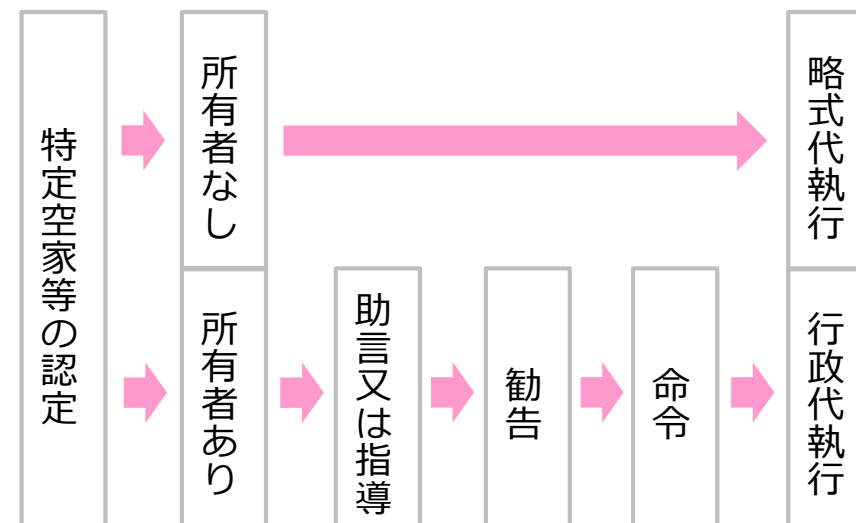 特定空家等の認定
所有者なし
略式代執行
所有者あり
助言又は指導
勧告
命令
行政代執行